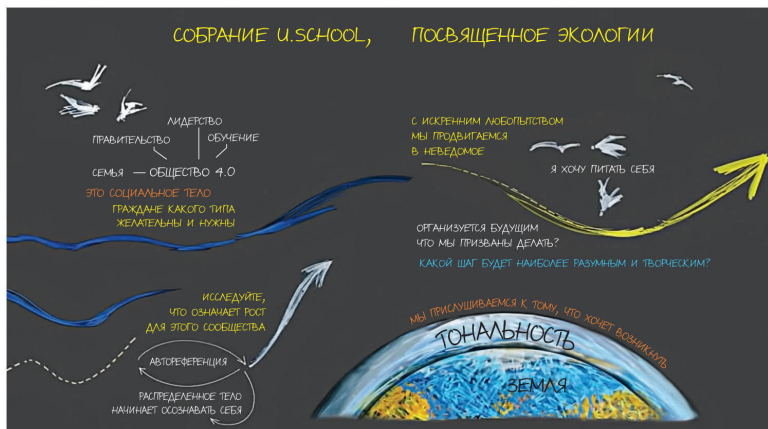 СОБРАНИЕ U.SCHOOL, ПОСВЯЩЕННОЕ ЭКОЛОГИИ
ЛИДЕРСТВО
ПРАВИТЕЛЬСТВО
ОБУЧЕНИЕ
СЕМЬЯ — ОБЩЕСТВО 4.0
ЭТО СОЦИАЛЬНОЕ ТЕЛО
ГРАЖДАНЕ КАКОГО ТИПА
ЖЕЛАТЕЛЬНЫ И НУЖНЫ
С ИСКРЕННИМ ЛЮБОПЫТСТВОМ
МЫ ПРОДВИГАЕМСЯ
В НЕВЕДОМОЕ
Я ХОЧУ ПИТАТЬ СЕБЯ
ОРГАНИЗУЕТСЯ БУДУЩИМ
ЧТО МЫ ПРИЗВАНЫ ДЕЛАТЬ?
КАКОЙ ШАГ БУДЕТ НАИБОЛЕЕ РАЗУМНЫМ И ТВОРЧЕСКИМ?
ИССЛЕДУЙТЕ,
ЧТО ОЗНАЧАЕТ РОСТ
ДЛЯ ЭТОГО СООБЩЕСТВА
АВТОРЕФЕРЕНЦИЯ
РАСПРЕДЕЛЕННОЕ ТЕЛО
НАЧИНАЕТ ОСОЗНАВАТЬ СЕБЯ
МЫ ПРИСЛУШИВАЕМСЯ К ТОМУ, ЧТО ХОЧЕТ ВОЗНИКНУТЬ
ТОНАЛЬНОСТЬ
ЗЕМЛЯ